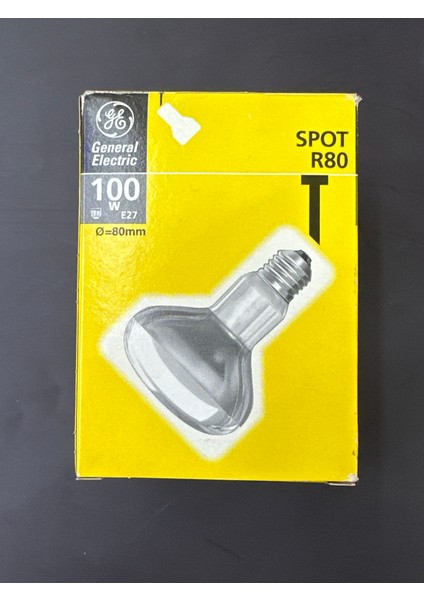 GE
General
Electric
100
W
E27
Ø=80mm
SPOT
R80